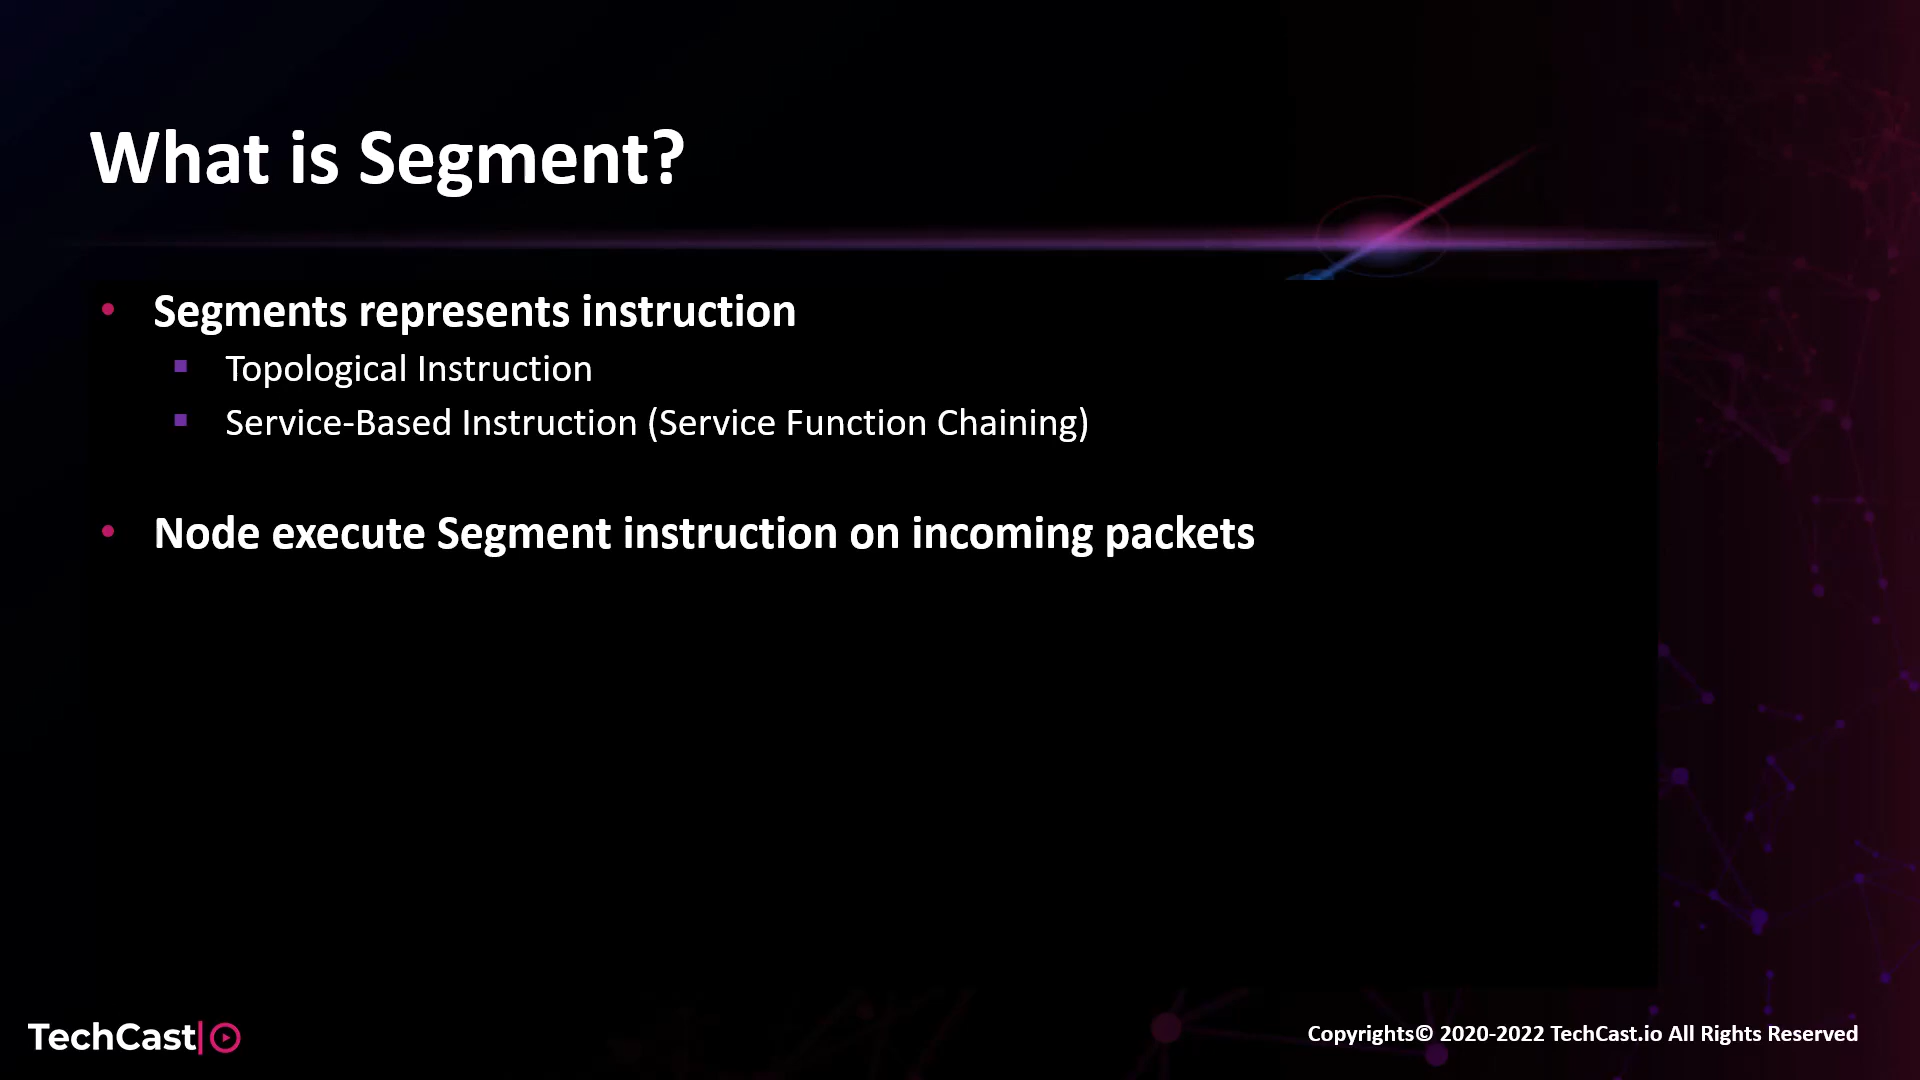 What is Segment?
• Segments represents instruction
▪ Topological Instruction
▪ Service-Based Instruction (Service Function Chaining)
• Node execute Segment instruction on incoming packets
TechCast
Copyrights© 2020-2022 TechCast.io All Rights Reserved